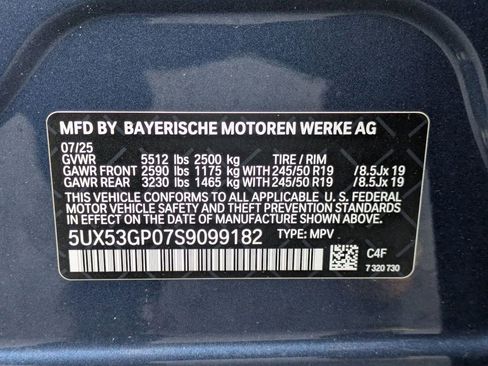 MFD BY BAYERISCHE MOTOREN WERKE AG
07/25
GVWR 5512 lbs 2500 kg TIRE / RIM
GAWR FRONT 2590 lbs 1175 kg WITH 245/50 R19 / 8.5Jx 19
GAWR REAR 3230 lbs 1465 kg WITH 245/50 R19 / 8.5Jx 19
THIS VEHICLE CONFORMS TO ALL APPLICABLE U. S. FEDERAL
MOTOR VEHICLE SAFETY AND THEFT PREVENTION STANDARDS
IN EFFECT ON THE DATE OF MANUFACTURE SHOWN ABOVE.
5UX53GP07S9099182 TYPE: MPV
C4F
7 320 730